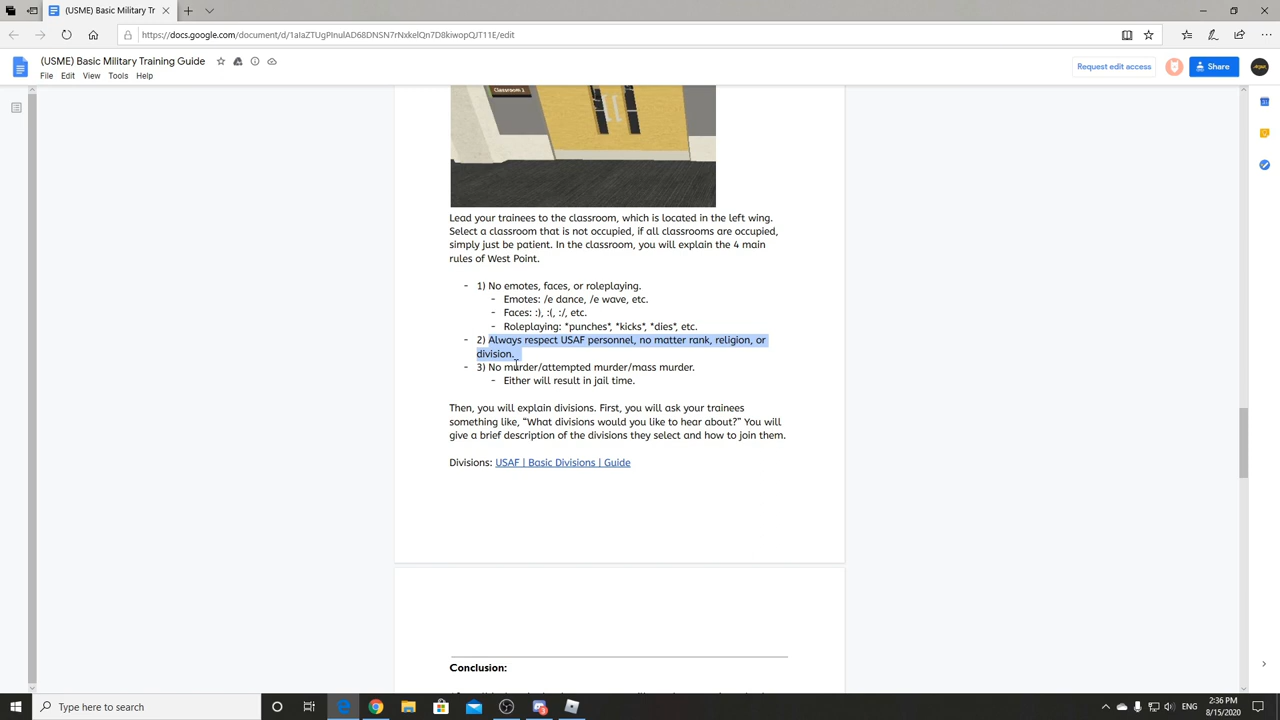 (USME) Basic Military Tr
https://docs.google.com/document/d/1aIaZTUgPInulAD68DNSN7rNxkelQn7D8kiwopQJT11E/edit
(USME) Basic Military Training Guide
File Edit View Tools Help
Request edit access
Share
Classroom 1
Lead your trainees to the classroom, which is located in the left wing.
Select a classroom that is not occupied, if all classrooms are occupied,
simply just be patient. In the classroom, you will explain the 4 main
rules of West Point.
- 1) No emotes, faces, or roleplaying.
- Emotes: /e dance, /e wave, etc.
- Faces: :), :(, :/, etc.
- Roleplaying: *punches*, *kicks*, *dies*, etc.
- 2) Always respect USAF personnel, no matter rank, religion, or
division.
- 3) No murder/attempted murder/mass murder.
- Either will result in jail time.
Then, you will explain divisions. First, you will ask your trainees
something like, “What divisions would you like to hear about?” You will
give a brief description of the divisions they select and how to join them.
Divisions: USAF | Basic Divisions | Guide
Conclusion:
Type here to search
ENG
2:36 PM
8/15/2020